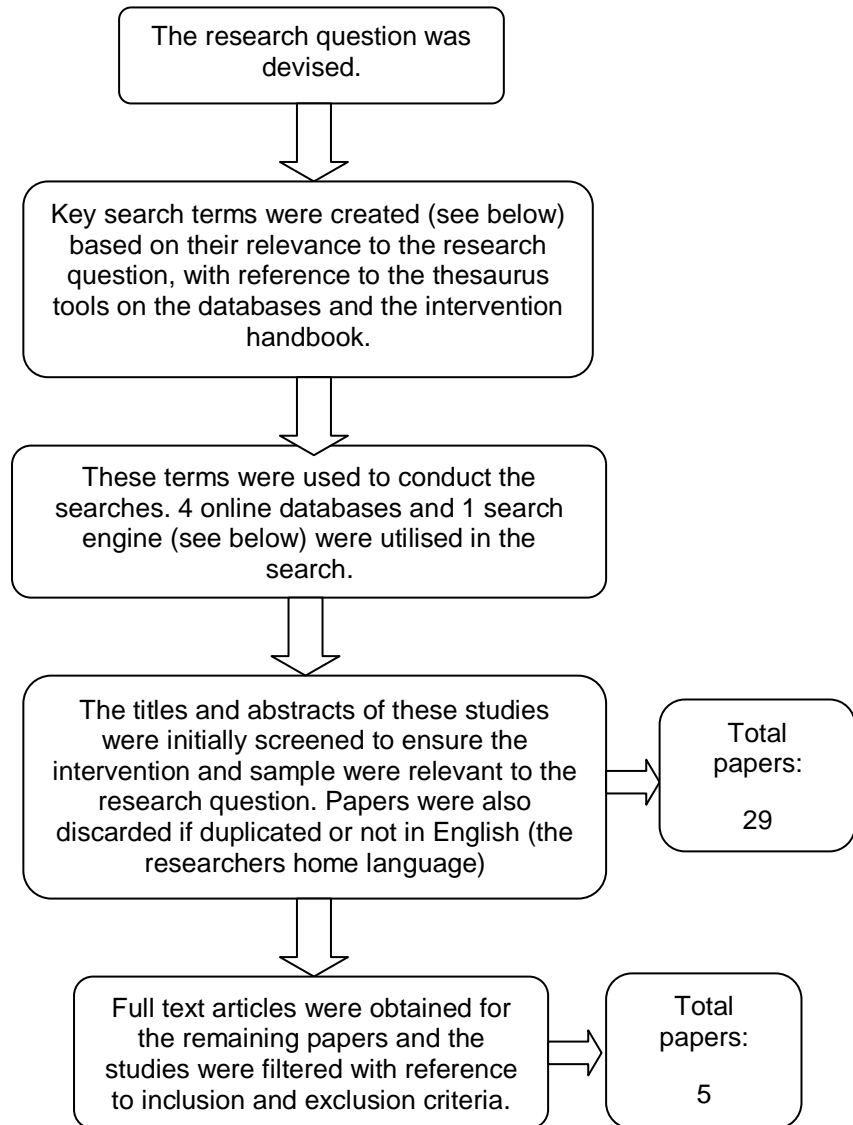 The research question was
devised.
Key search terms were created (see below)
based on their relevance to the research
question, with reference to the thesaurus
tools on the databases and the intervention
handbook.
These terms were used to conduct the
searches. 4 online databases and 1 search
engine (see below) were utilised in the
search.
The titles and abstracts of these studies
were initially screened to ensure the
intervention and sample were relevant to the
research question. Papers were also
discarded if duplicated or not in English (the
researchers home language)
Total
papers:
29
Full text articles were obtained for
the remaining papers and the
studies were filtered with reference
to inclusion and exclusion criteria.
Total
papers:
5